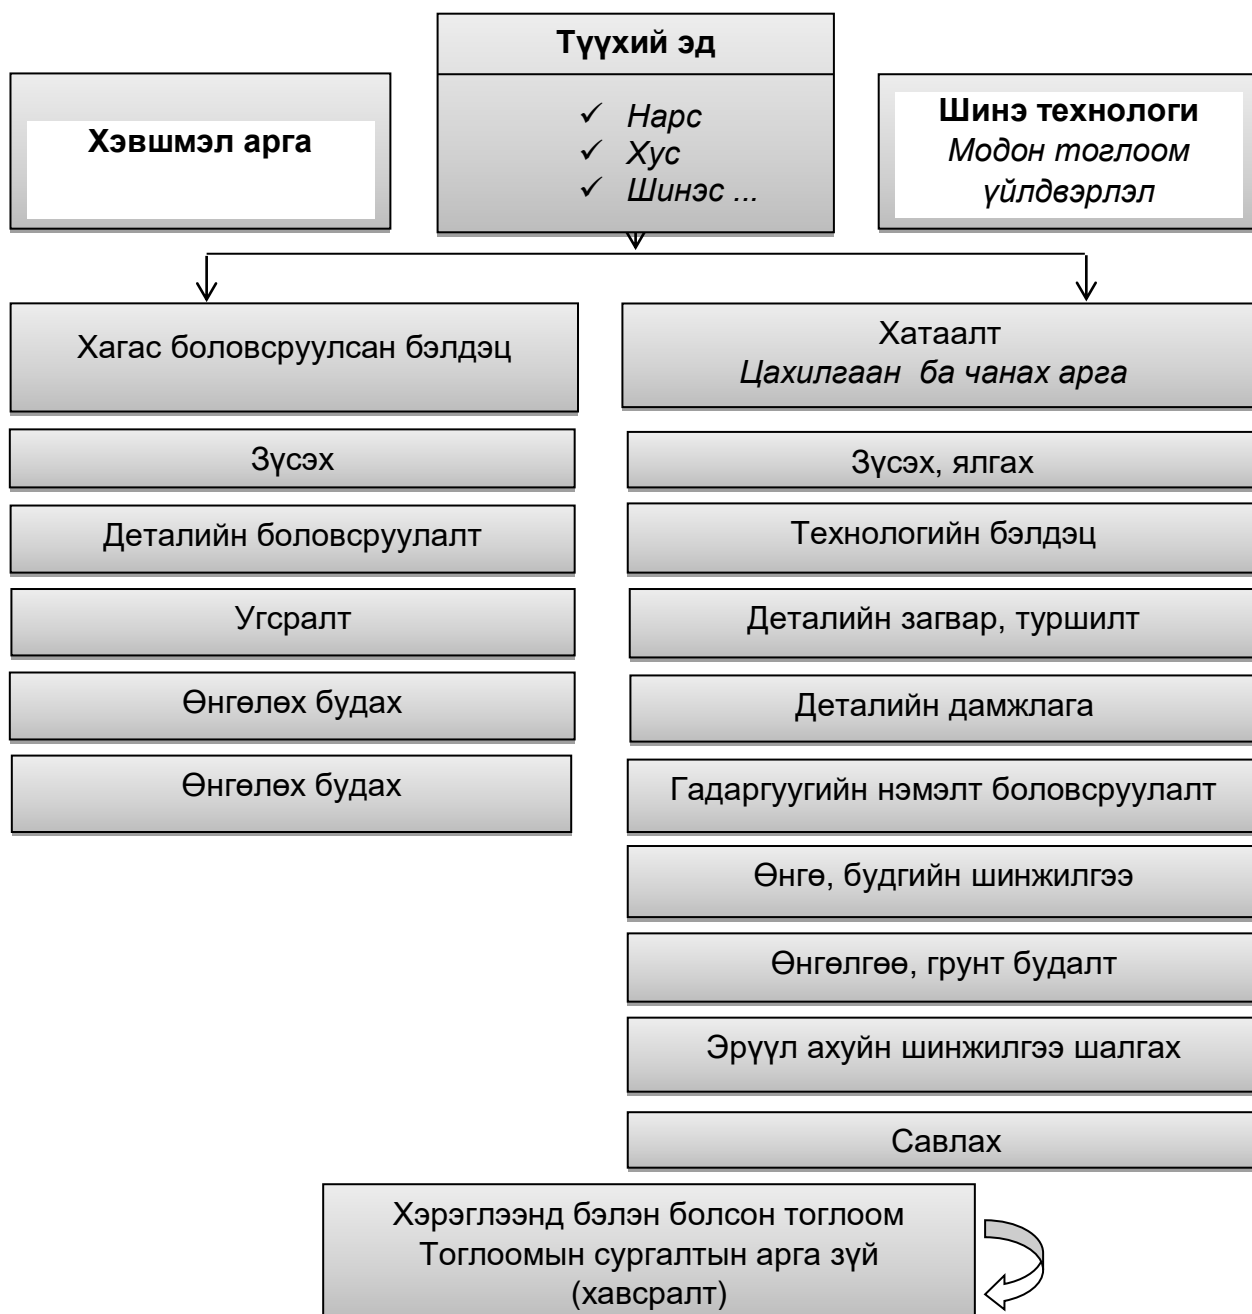 Түүхий эд
✓ Нарс
✓ Хус
✓ Шинэс ...
Хэвшмэл арга
Шинэ технологи
Модон тоглоом
үйлдвэрлэл
Хагас боловсруулсан бэлдэц
Зүсэх
Деталийн боловсруулалт
Угсралт
Өнгөлөх будах
Өнгөлөх будах
Хатаалт
Цахилгаан ба чанах арга
Зүсэх, ялгах
Технологийн бэлдэц
Деталийн загвар, туршилт
Деталийн дамжлага
Гадаргуугийн нэмэлт боловсруулалт
Өнгө, будгийн шинжилгээ
Өнгөлгөө, грунт будалт
Эрүүл ахуйн шинжилгээ шалгах
Савлах
Хэрэглээнд бэлэн болсон тоглоом
Тоглоомын сургалтын арга зүй
(хавсралт)